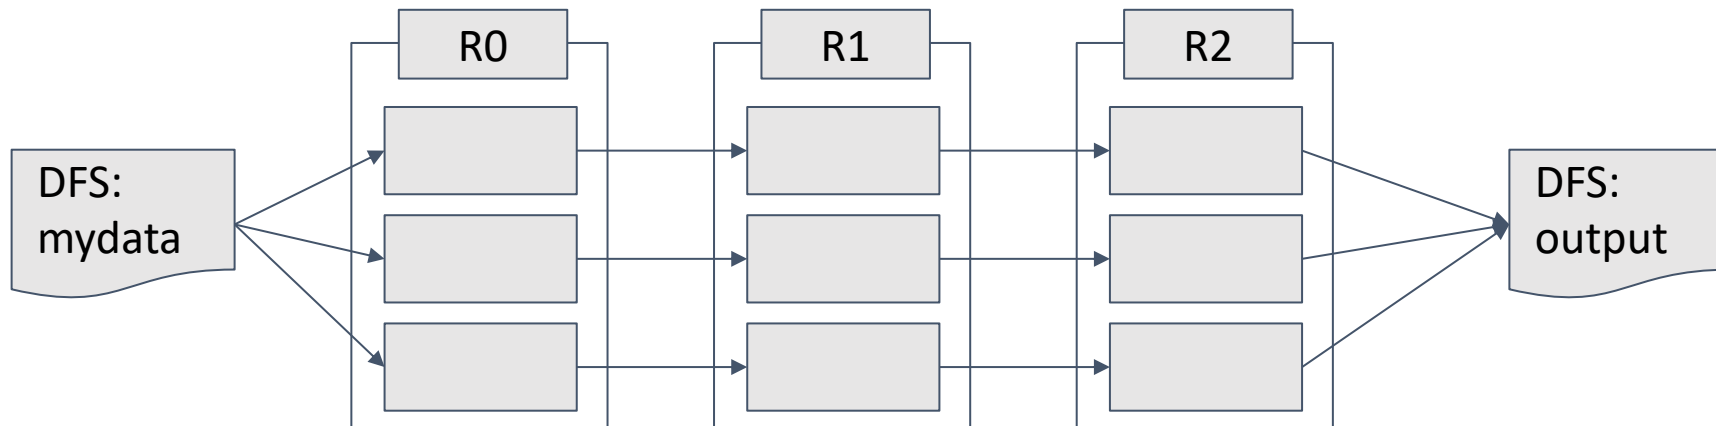 R0
R1
R2
DFS:
mydata
DFS:
output